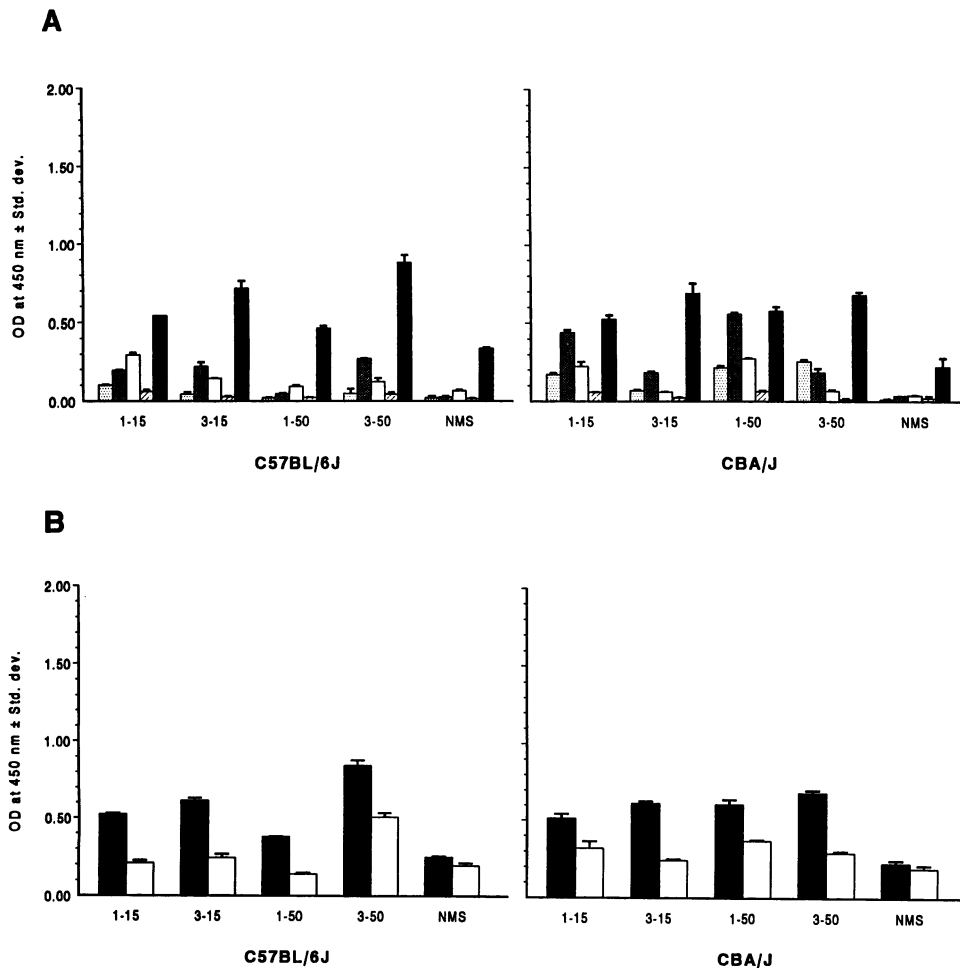 A
OD at 450 nm ± Std. dev.
2.00
1.50
1.00
0.50
0.00
1-15 3-15 1-50 3-50 NMS
1-15 3-15 1-50 3-50 NMS
C57BL/6J
CBA/J
B
OD at 450 nm ± Std. dev.
2.00
1.50
1.00
0.50
0.00
1-15 3-15 1-50 3-50 NMS
1-15 3-15 1-50 3-50 NMS
C57BL/6J
CBA/J